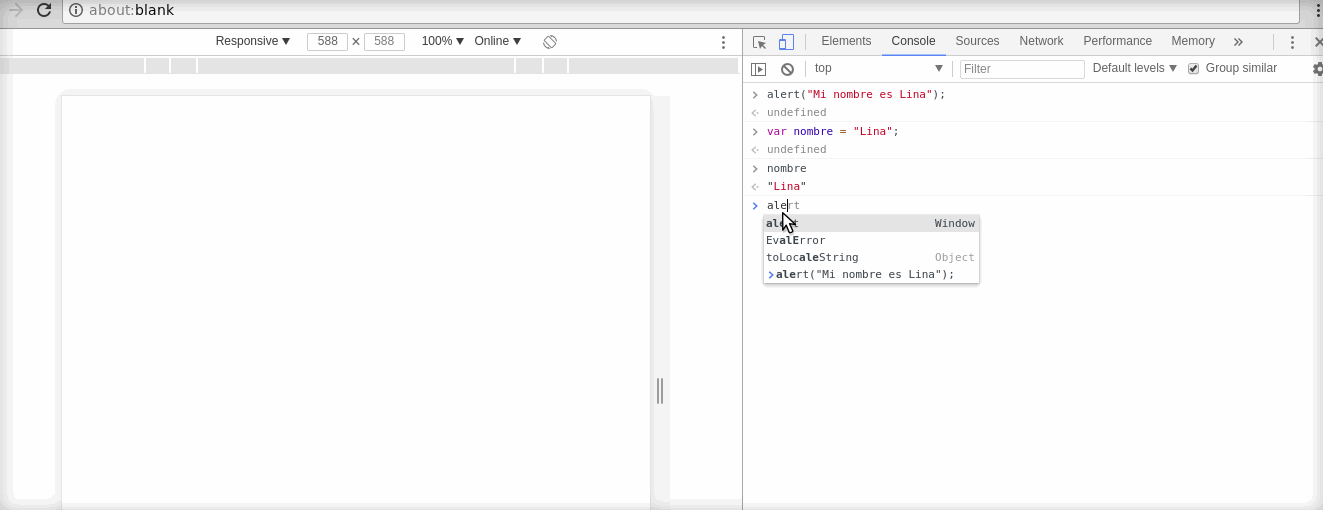 about:blank
Responsive 588 × 588 100% Online
Elements Console Sources Network Performance Memory »
top Filter Default levels Group similar
alert("Mi nombre es Lina");
undefined
var nombre = "Lina";
undefined
nombre
"Lina"
alert
alert Window
EvalError
toLocaleString Object
alert("Mi nombre es Lina");